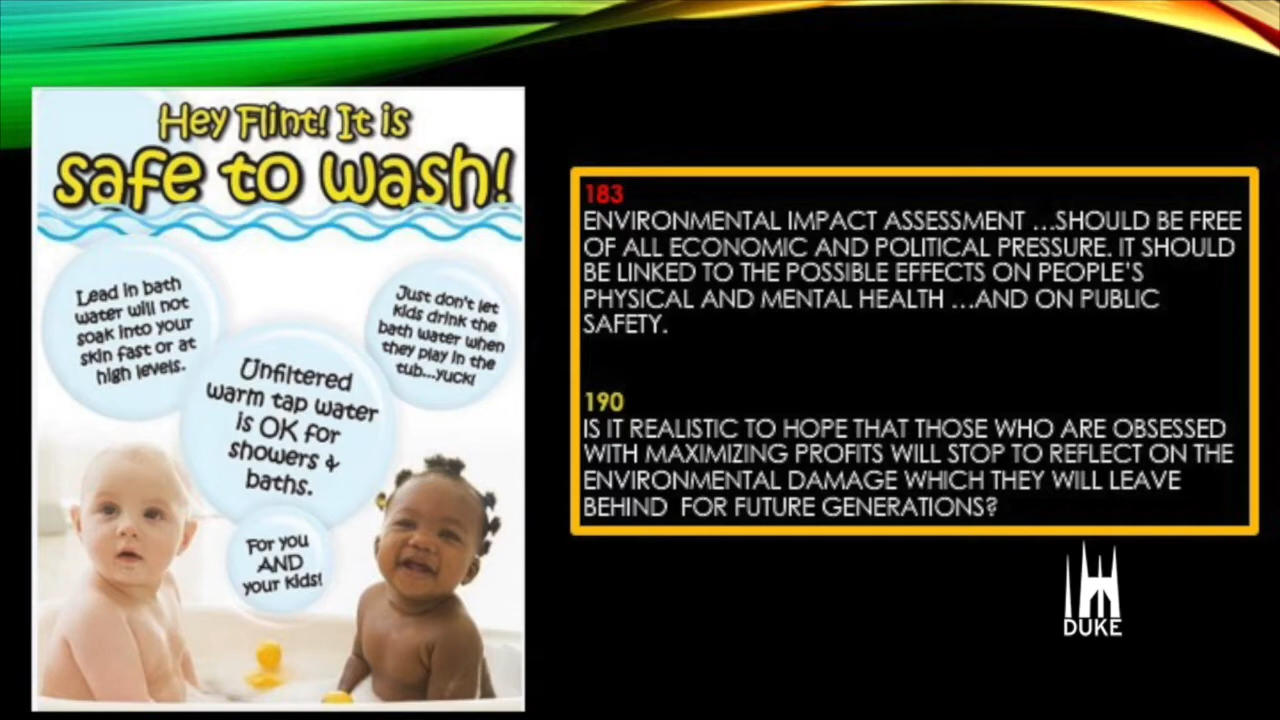 Hey Flint! It is
safe to wash!
Lead in bath
water will not
soak into your
skin fast or at
high levels.
Just don't let
kids drink the
bath water when
they play in the
tub...yuck!
Unfiltered
warm tap water
is OK for
showers &
baths.
For you
AND
your kids!
183
ENVIRONMENTAL IMPACT ASSESSMENT ...SHOULD BE FREE
OF ALL ECONOMIC AND POLITICAL PRESSURE. IT SHOULD
BE LINKED TO THE POSSIBLE EFFECTS ON PEOPLE'S
PHYSICAL AND MENTAL HEALTH ...AND ON PUBLIC
SAFETY.
190
IS IT REALISTIC TO HOPE THAT THOSE WHO ARE OBSESSED
WITH MAXIMIZING PROFITS WILL STOP TO REFLECT ON THE
ENVIRONMENTAL DAMAGE WHICH THEY WILL LEAVE
BEHIND FOR FUTURE GENERATIONS?
DUKE